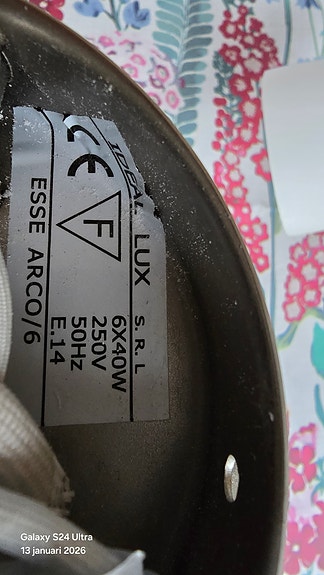 IDEAL LUX S.R.L
CE
F
6X40W
250V
50Hz
E.14
ESSE ARCO/6
Galaxy S24 Ultra
13 januari 2026